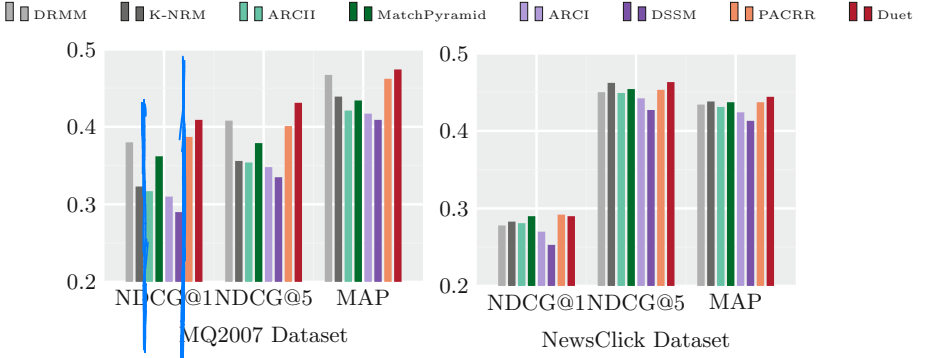 DRMM K-NRM ARCII MatchPyramid ARCI DSSM PACRR Duet
0.5
0.4
0.3
0.2
NDCG@1 NDCG@5 MAP
MQ2007 Dataset
0.5
0.4
0.3
0.2
NDCG@1 NDCG@5 MAP
NewsClick Dataset